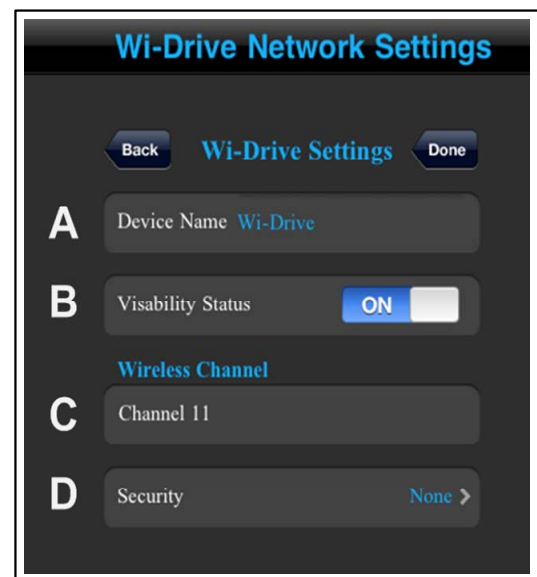 Wi-Drive Network Settings
Back Wi-Drive Settings Done
A Device Name Wi-Drive
B Visability Status ON
Wireless Channel
C Channel 11
D Security None